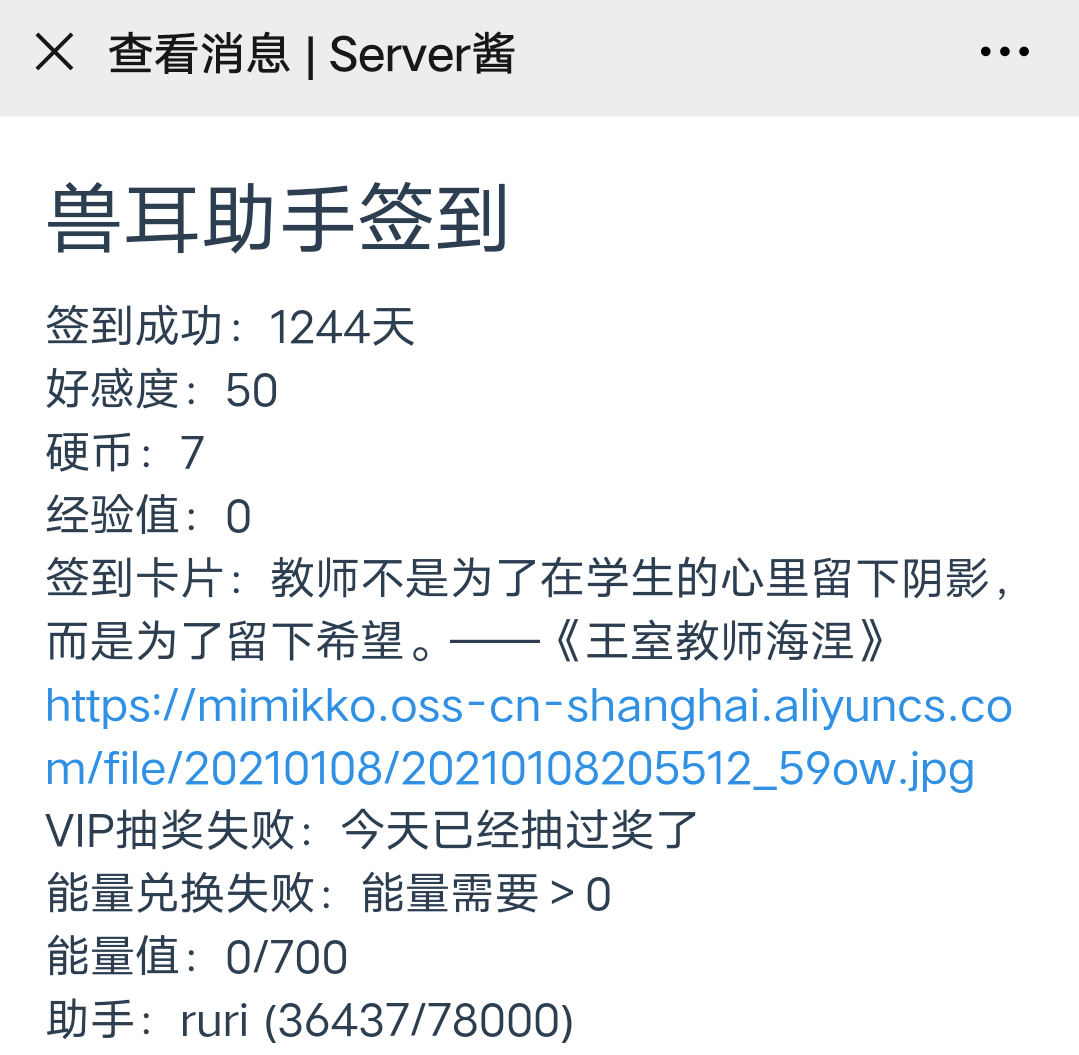 查看消息 | Server酱
兽耳助手签到
签到成功：1244天
好感度：50
硬币：7
经验值：0
签到卡片：教师不是为了在学生的心里留下阴影，
而是为了留下希望。——《王室教师海涅》
https://mimikko.oss-cn-shanghai.aliyuncs.co
m/file/20210108/20210108205512_59ow.jpg
VIP抽奖失败：今天已经抽过奖了
能量兑换失败：能量需要 > 0
能量值：0/700
助手：ruri (36437/78000)